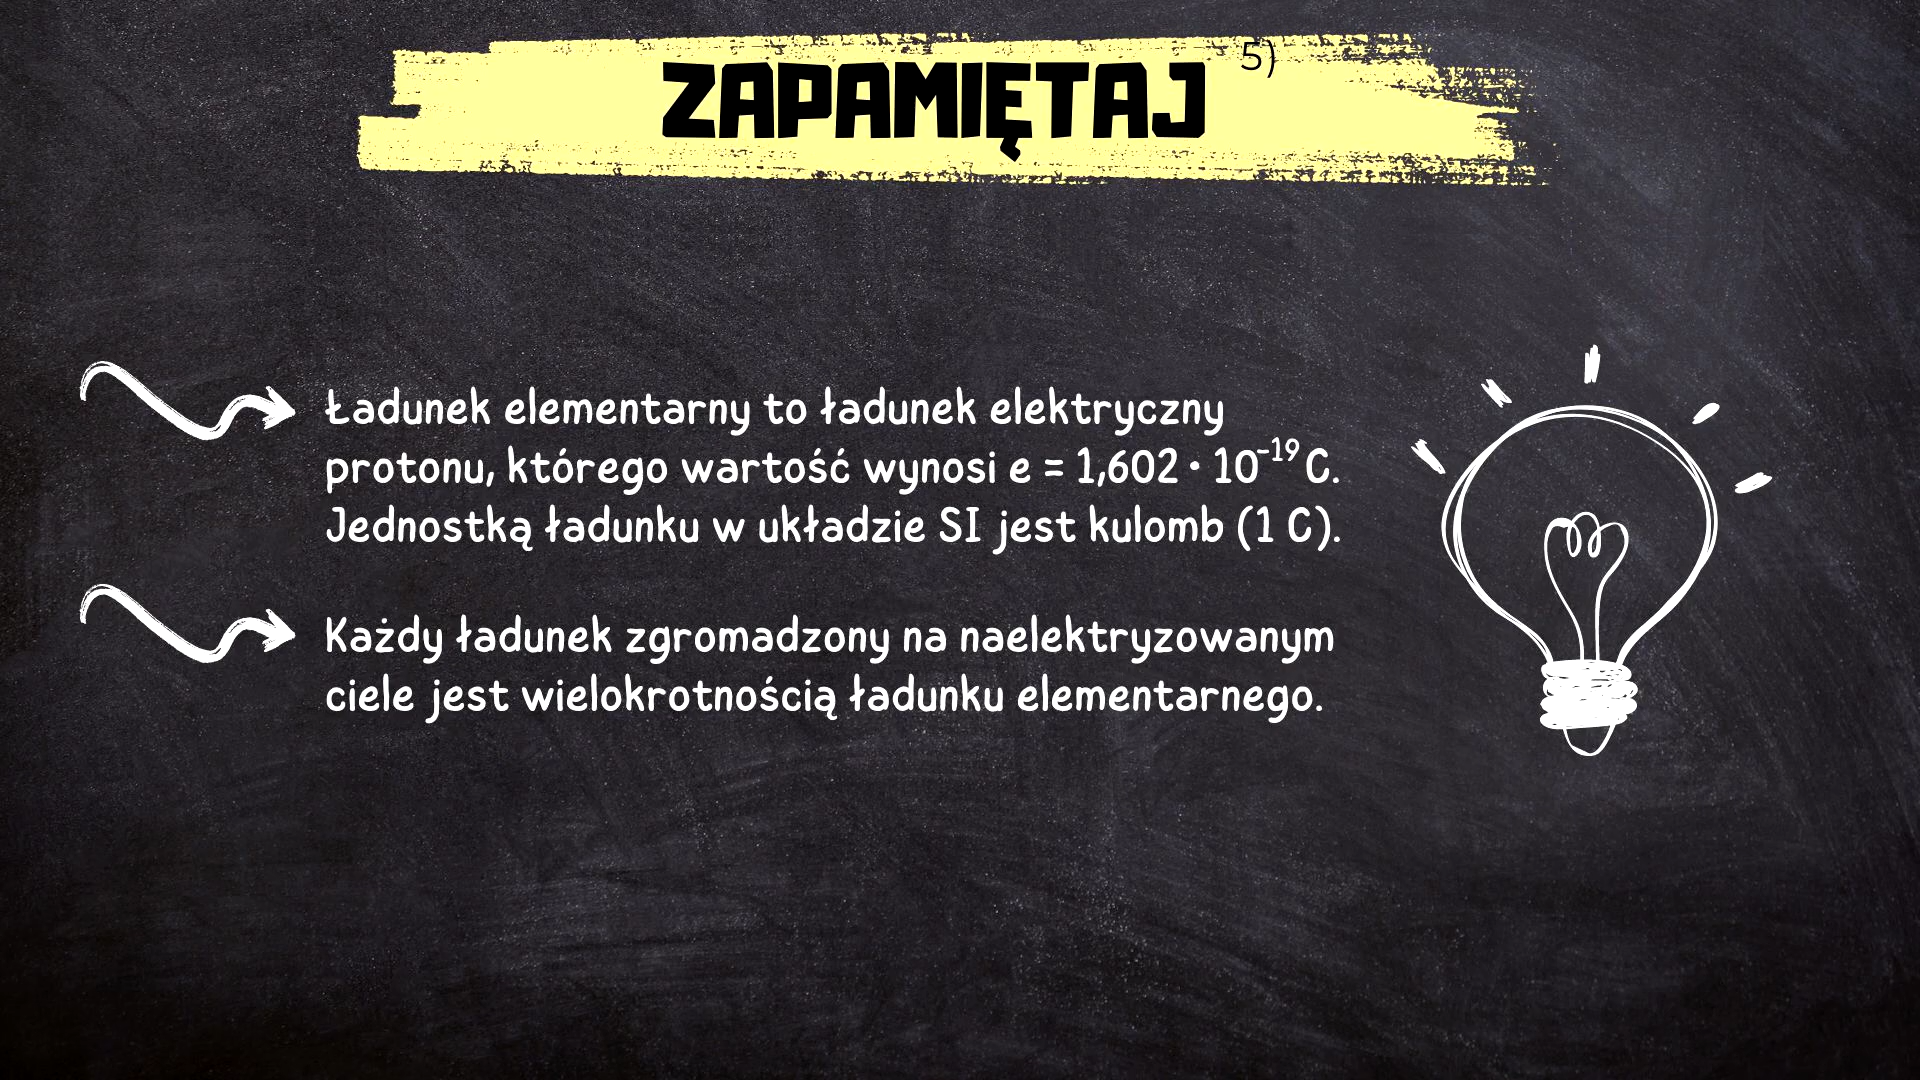 ZAPAMIĘTAJ 5)
Ładunek elementarny to ładunek elektryczny
protonu, którego wartość wynosi e = 1,602 • 10⁻¹⁹ C.
Jednostką ładunku w układzie SI jest kulomb (1 C).
Każdy ładunek zgromadzony na naelektryzowanym
ciele jest wielokrotnością ładunku elementarnego.